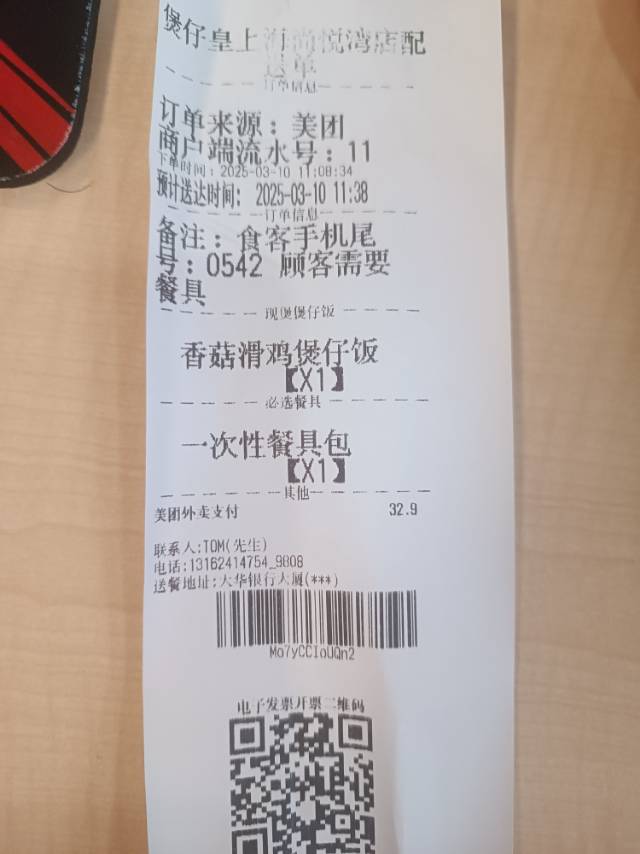 煲仔皇上海尚悦湾店配
送单
订单信息
订单来源：美团
商户端流水号：11
下单时间：2025-03-10 11:08:34
预计送达时间：2025-03-10 11:38
订单信息
备注：食客手机尾
号：0542 顾客需要
餐具
现煲煲仔饭
香菇滑鸡煲仔饭
【X1】
必选餐具
一次性餐具包
【X1】
其他
美团外卖支付 32.9
联系人:TOM(先生)
电话:13162414754_9808
送餐地址:大华银行大厦(***)
Mo7yCCIoUQn2
电子发票开票二维码